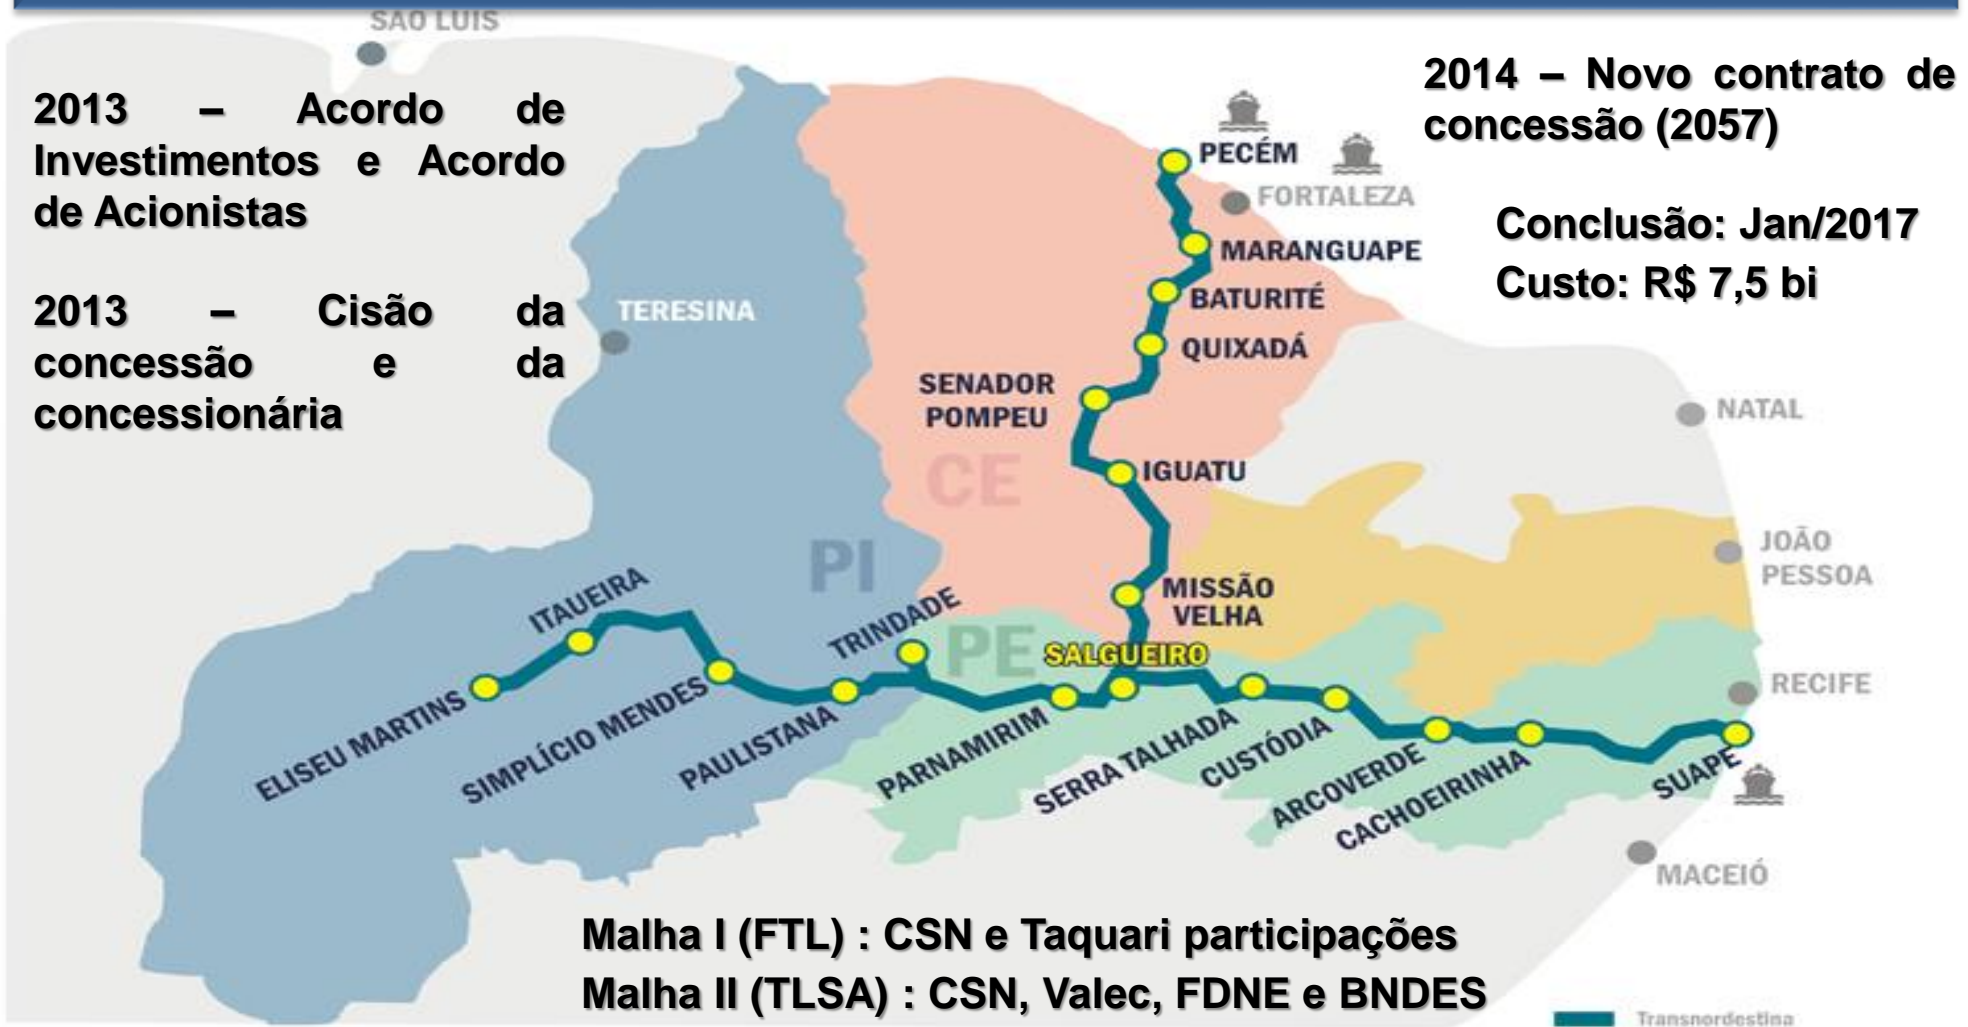 SÃO LUIS
2013 – Acordo de
Investimentos e Acordo
de Acionistas
2013 – Cisão da
concessão e da
concessionária
2014 – Novo contrato de
concessão (2057)
Conclusão: Jan/2017
Custo: R$ 7,5 bi
PECÉM
FORTALEZA
MARANGUAPE
BATURITÉ
QUIXADÁ
SENADOR
POMPEU
IGUATU
MISSÃO
VELHA
TERESINA
NATAL
JOÃO
PESSOA
RECIFE
MACEIÓ
CE
PI
PE
ELISEU MARTINS
ITAUEIRA
SIMPLÍCIO MENDES
PAULISTANA
TRINDADE
PARNAMIRIM
SALGUEIRO
SERRA TALHADA
CUSTÓDIA
ARCOVERDE
CACHOEIRINHA
SUAPE
Malha I (FTL) : CSN e Taquari participações
Malha II (TLSA) : CSN, Valec, FDNE e BNDES
Transnordestina